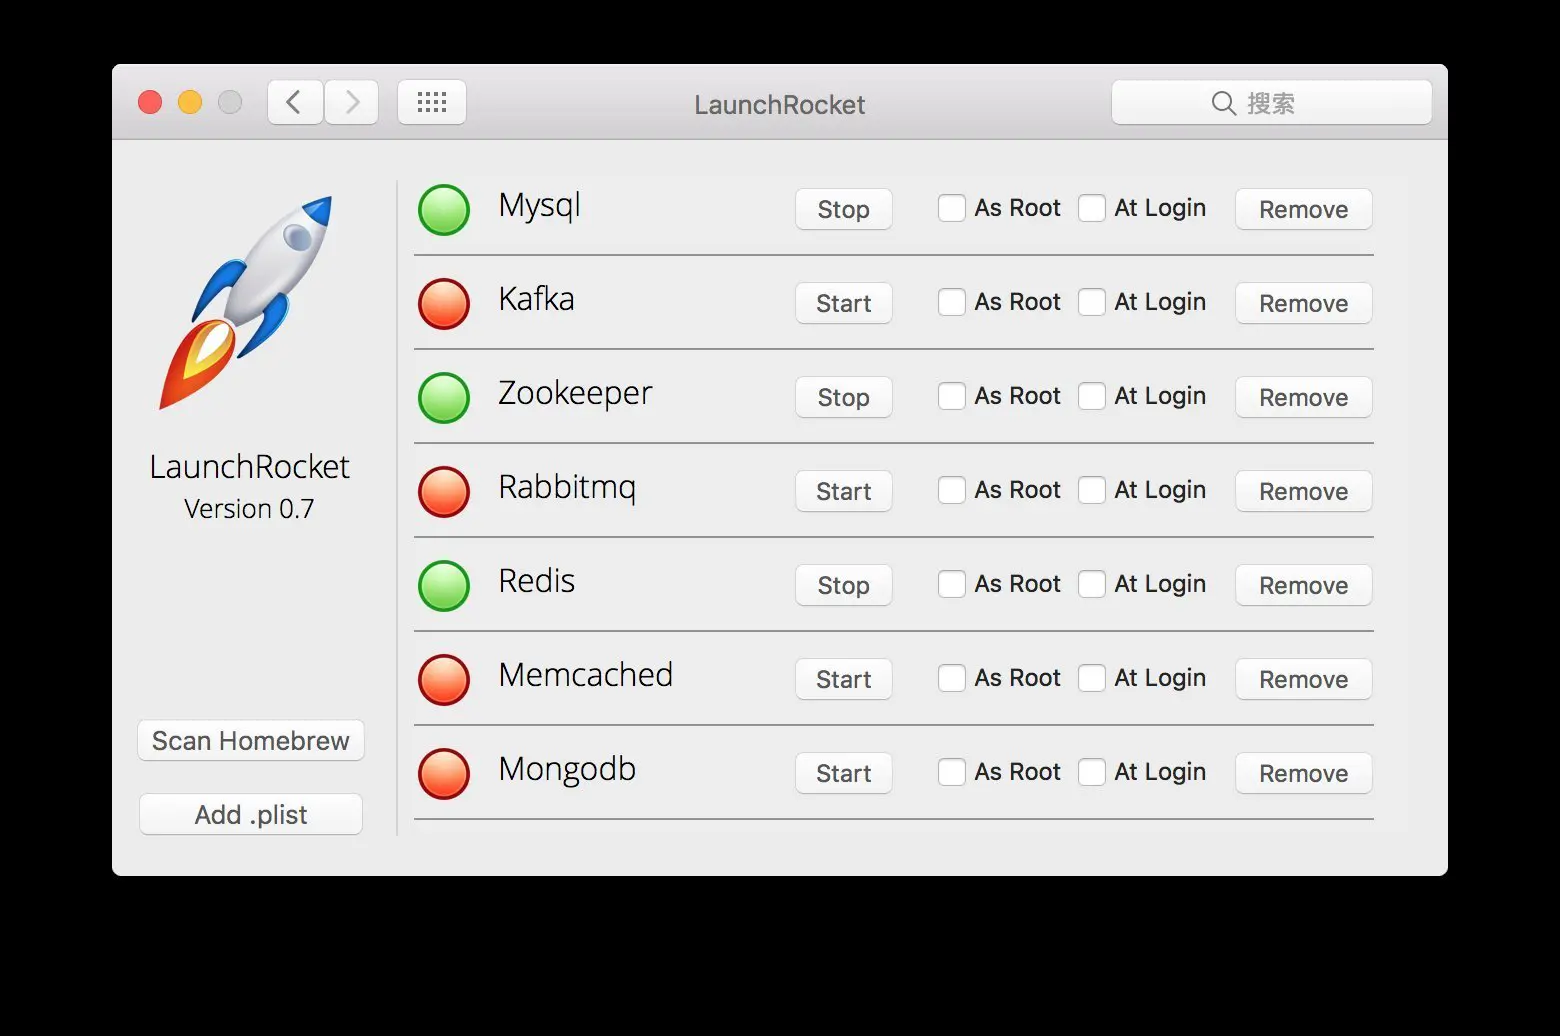 LaunchRocket
搜索
LaunchRocket
Version 0.7
Scan Homebrew
Add .plist
Mysql Stop As Root At Login Remove
Kafka Start As Root At Login Remove
Zookeeper Stop As Root At Login Remove
Rabbitmq Start As Root At Login Remove
Redis Stop As Root At Login Remove
Memcached Start As Root At Login Remove
Mongodb Start As Root At Login Remove